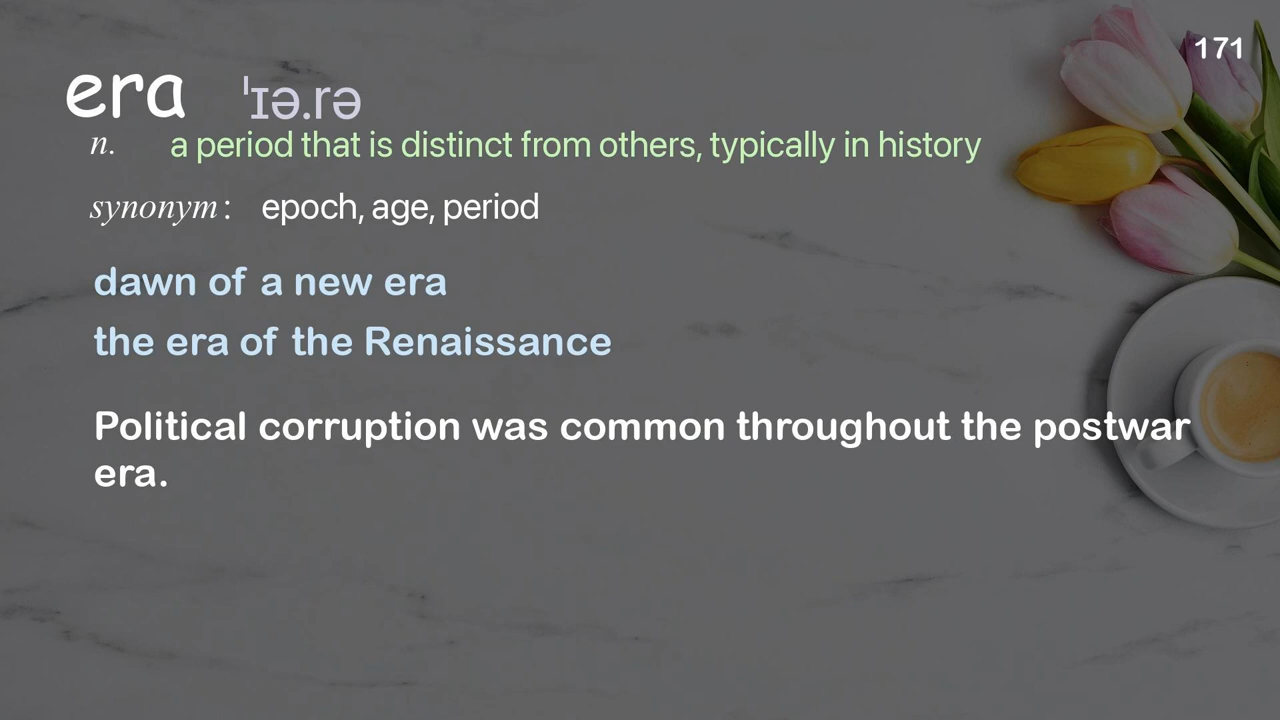 171
era ˈɪə.rə
n. a period that is distinct from others, typically in history
synonym: epoch, age, period
dawn of a new era
the era of the Renaissance
Political corruption was common throughout the postwar
era.